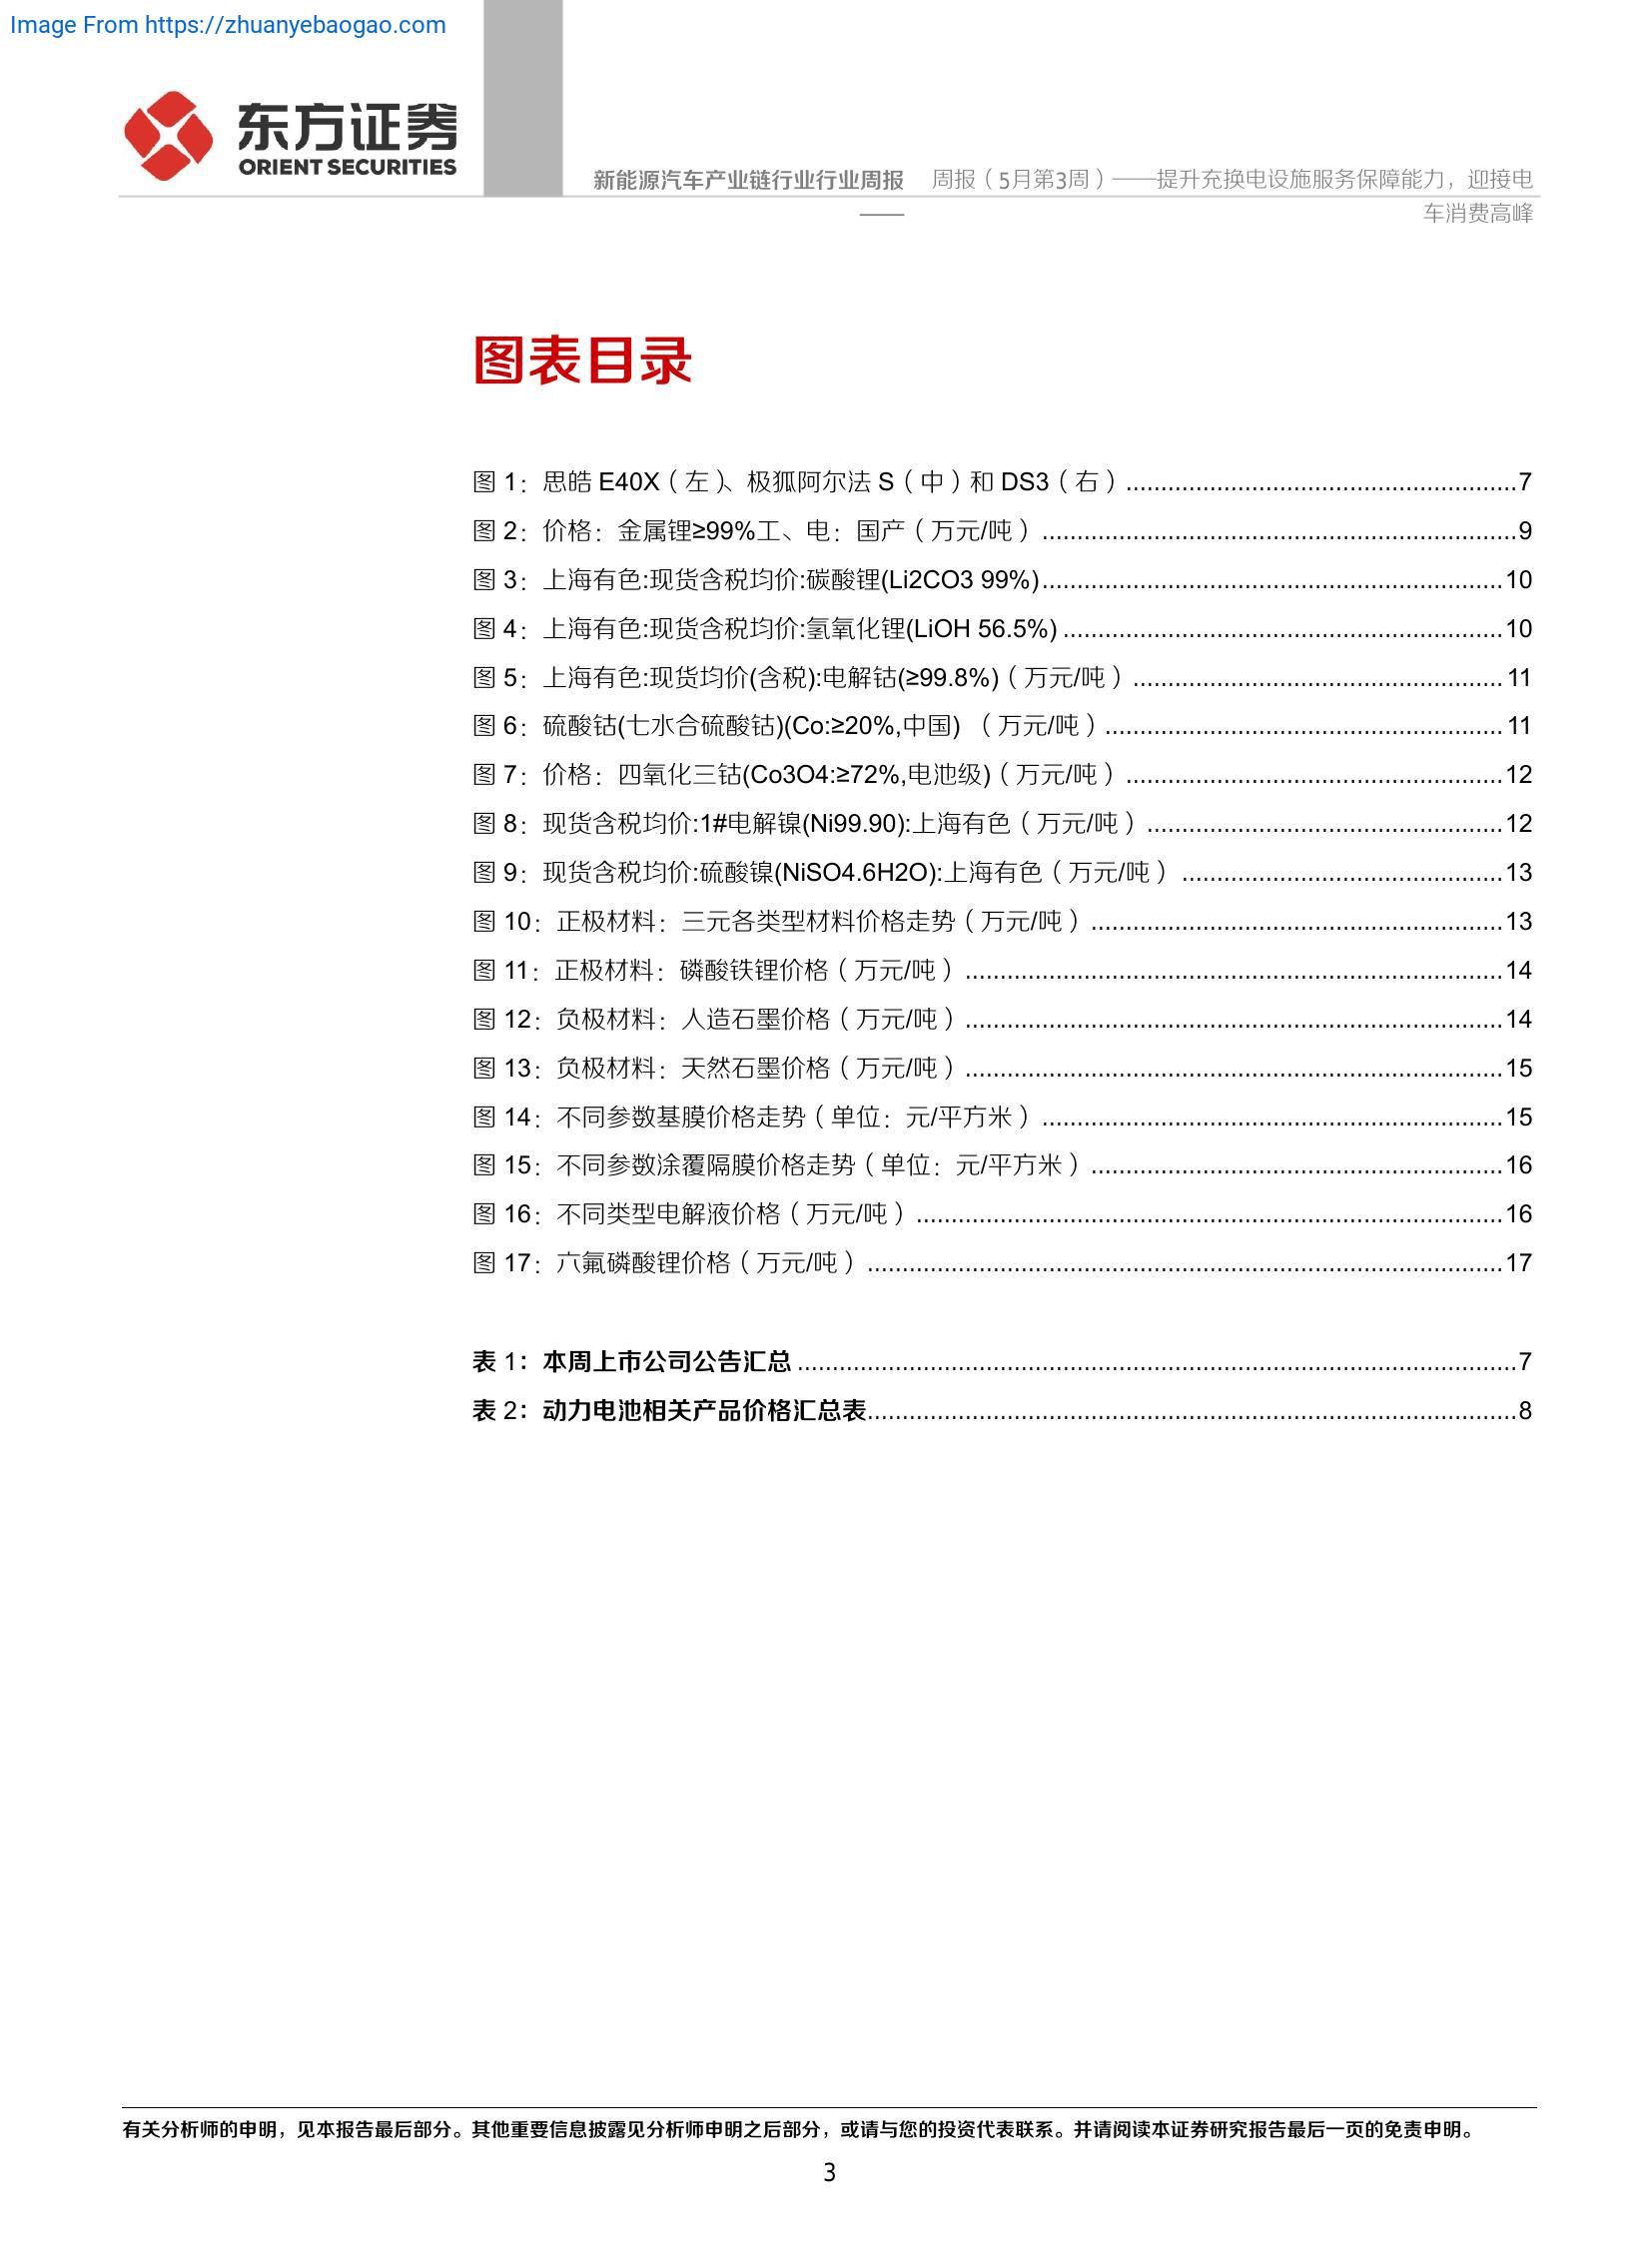 Image From https://zhuanyebaogao.com
东方证券
ORIENT SECURITIES
新能源汽车产业链行业行业周报 周报（5月第3周）——提升充换电设施服务保障能力，迎接电
—— 车消费高峰
图表目录
图 1：思皓 E40X（左）、极狐阿尔法 S（中）和 DS3（右）........................................................7
图 2：价格：金属锂≥99%工、电：国产（万元/吨）....................................................................9
图 3：上海有色:现货含税均价:碳酸锂(Li2CO3 99%)..................................................................10
图 4：上海有色:现货含税均价:氢氧化锂(LiOH 56.5%) ...............................................................10
图 5：上海有色:现货均价(含税):电解钴(≥99.8%)（万元/吨）.....................................................11
图 6：硫酸钴(七水合硫酸钴)(Co:≥20%,中国) （万元/吨）.........................................................11
图 7：价格：四氧化三钴(Co3O4:≥72%,电池级)（万元/吨）......................................................12
图 8：现货含税均价:1#电解镍(Ni99.90):上海有色（万元/吨）...................................................12
图 9：现货含税均价:硫酸镍(NiSO4.6H2O):上海有色（万元/吨）..............................................13
图 10：正极材料：三元各类型材料价格走势（万元/吨）...........................................................13
图 11：正极材料：磷酸铁锂价格（万元/吨）.............................................................................14
图 12：负极材料：人造石墨价格（万元/吨）.............................................................................14
图 13：负极材料：天然石墨价格（万元/吨）.............................................................................15
图 14：不同参数基膜价格走势（单位：元/平方米）..................................................................15
图 15：不同参数涂覆隔膜价格走势（单位：元/平方米）...........................................................16
图 16：不同类型电解液价格（万元/吨）....................................................................................16
图 17：六氟磷酸锂价格（万元/吨）...........................................................................................17
表 1：本周上市公司公告汇总 .......................................................................................................7
表 2：动力电池相关产品价格汇总表.............................................................................................8
有关分析师的申明，见本报告最后部分。其他重要信息披露见分析师申明之后部分，或请与您的投资代表联系。并请阅读本证券研究报告最后一页的免责申明。
3